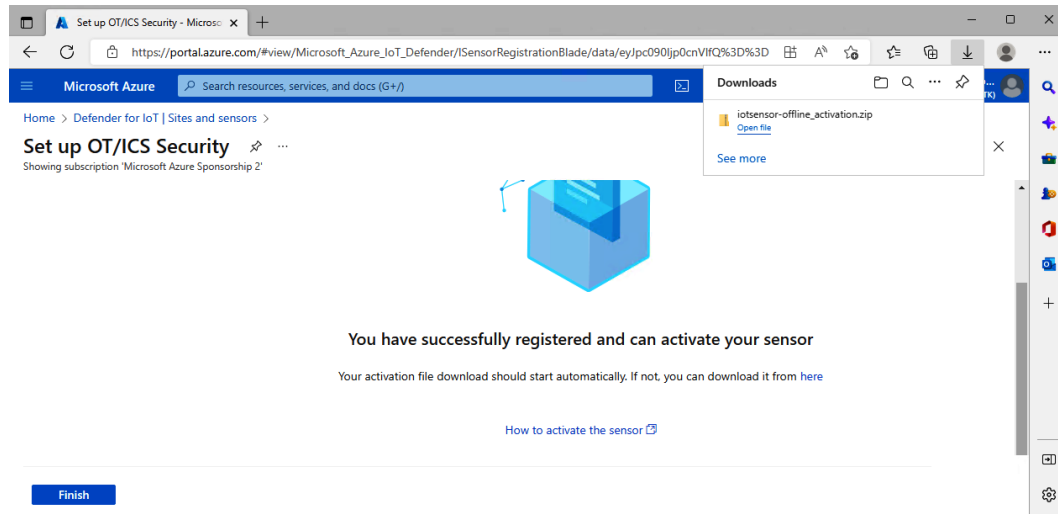 Set up OT/ICS Security - Microso
https://portal.azure.com/#view/Microsoft_Azure_IoT_Defender/ISensorRegistrationBlade/data/eyJpc090Ijp0cnVlfQ%3D%3D
Microsoft Azure
Search resources, services, and docs (G+/)
Downloads
iotsensor-offline_activation.zip
Open file
See more
Home > Defender for IoT | Sites and sensors >
Set up OT/ICS Security
Showing subscription 'Microsoft Azure Sponsorship 2'
You have successfully registered and can activate your sensor
Your activation file download should start automatically. If not, you can download it from here
How to activate the sensor
Finish